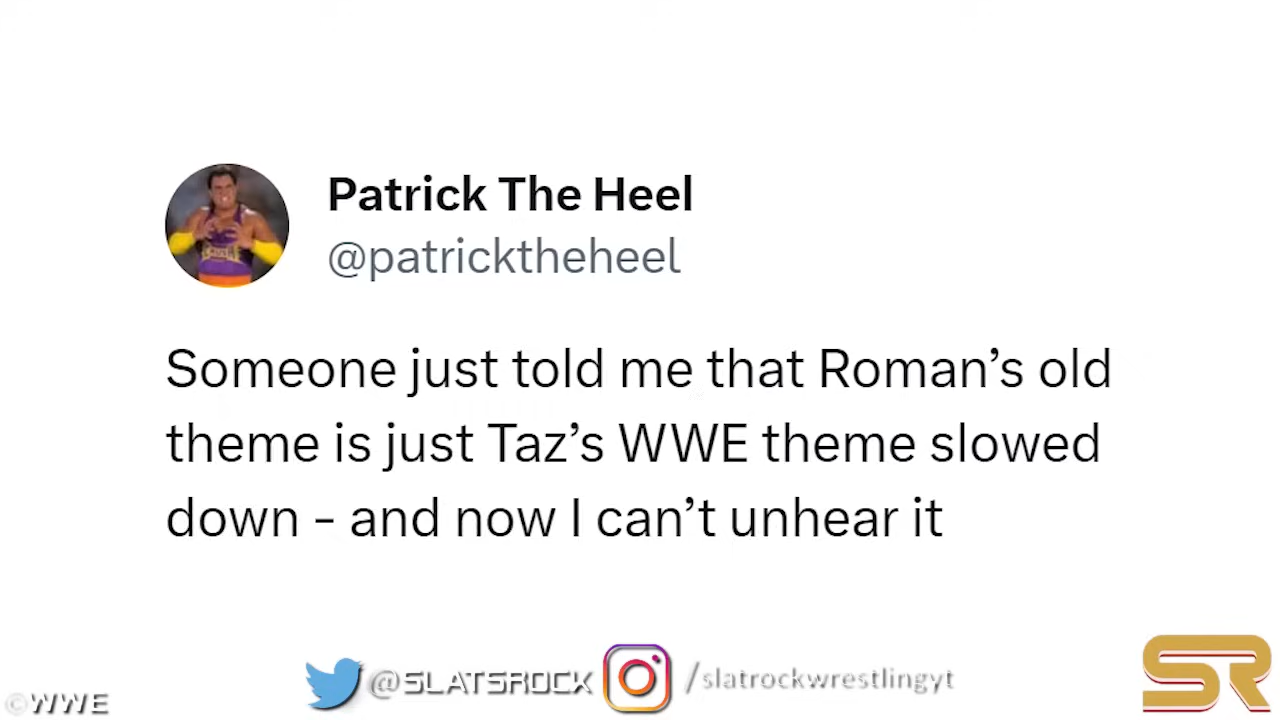 Patrick The Heel
@patricktheheel
Someone just told me that Roman’s old
theme is just Taz’s WWE theme slowed
down - and now I can’t unhear it
@SLATSROCK /slatrockwrestlingyt
SR
©WWE